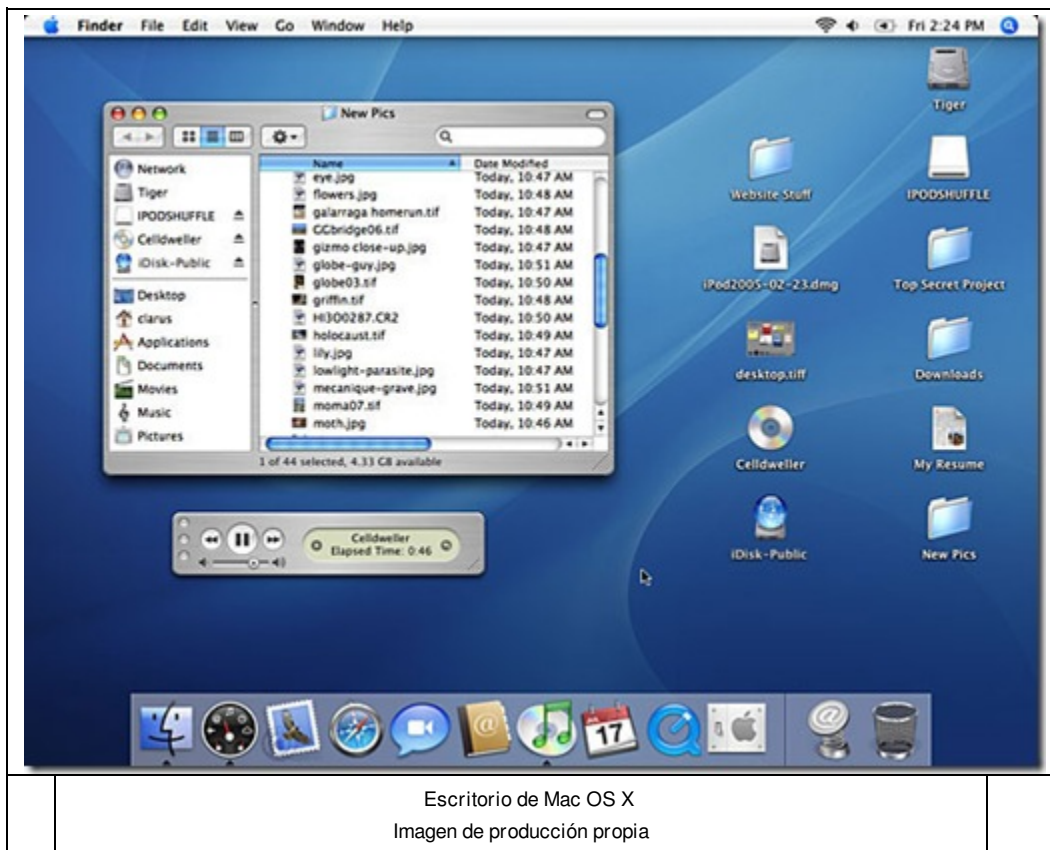 Finder File Edit View Go Window Help Fri 2:24 PM
New Pics
Name Date Modified
Network
Tiger
IPODSHUFFLE
Celldweller
iDisk-Public
Desktop
clarus
Applications
Documents
Movies
Music
Pictures
eye.jpg Today, 10:47 AM
flowers.jpg Today, 10:48 AM
galarraga homerun.tif Today, 10:47 AM
GGbridge06.tif Today, 10:48 AM
gizmo close-up.jpg Today, 10:47 AM
globe-guy.jpg Today, 10:51 AM
globe03.tif Today, 10:50 AM
griffin.tif Today, 10:48 AM
HI300287.CR2 Today, 10:50 AM
holocaust.tif Today, 10:49 AM
lily.jpg Today, 10:47 AM
lowlight-parasite.jpg Today, 10:47 AM
mecanique-grave.jpg Today, 10:51 AM
moma07.tif Today, 10:49 AM
moth.jpg Today, 10:46 AM
1 of 44 selected, 4.33 GB available
Celldweller
Elapsed Time: 0:46
Tiger
Website Stuff
IPODSHUFFLE
iPod2005-02-23.dmg
Top Secret Project
desktop.tiff
Downloads
Celldweller
My Resume
iDisk-Public
New Pics
17
Escritorio de Mac OS X
Imagen de producción propia